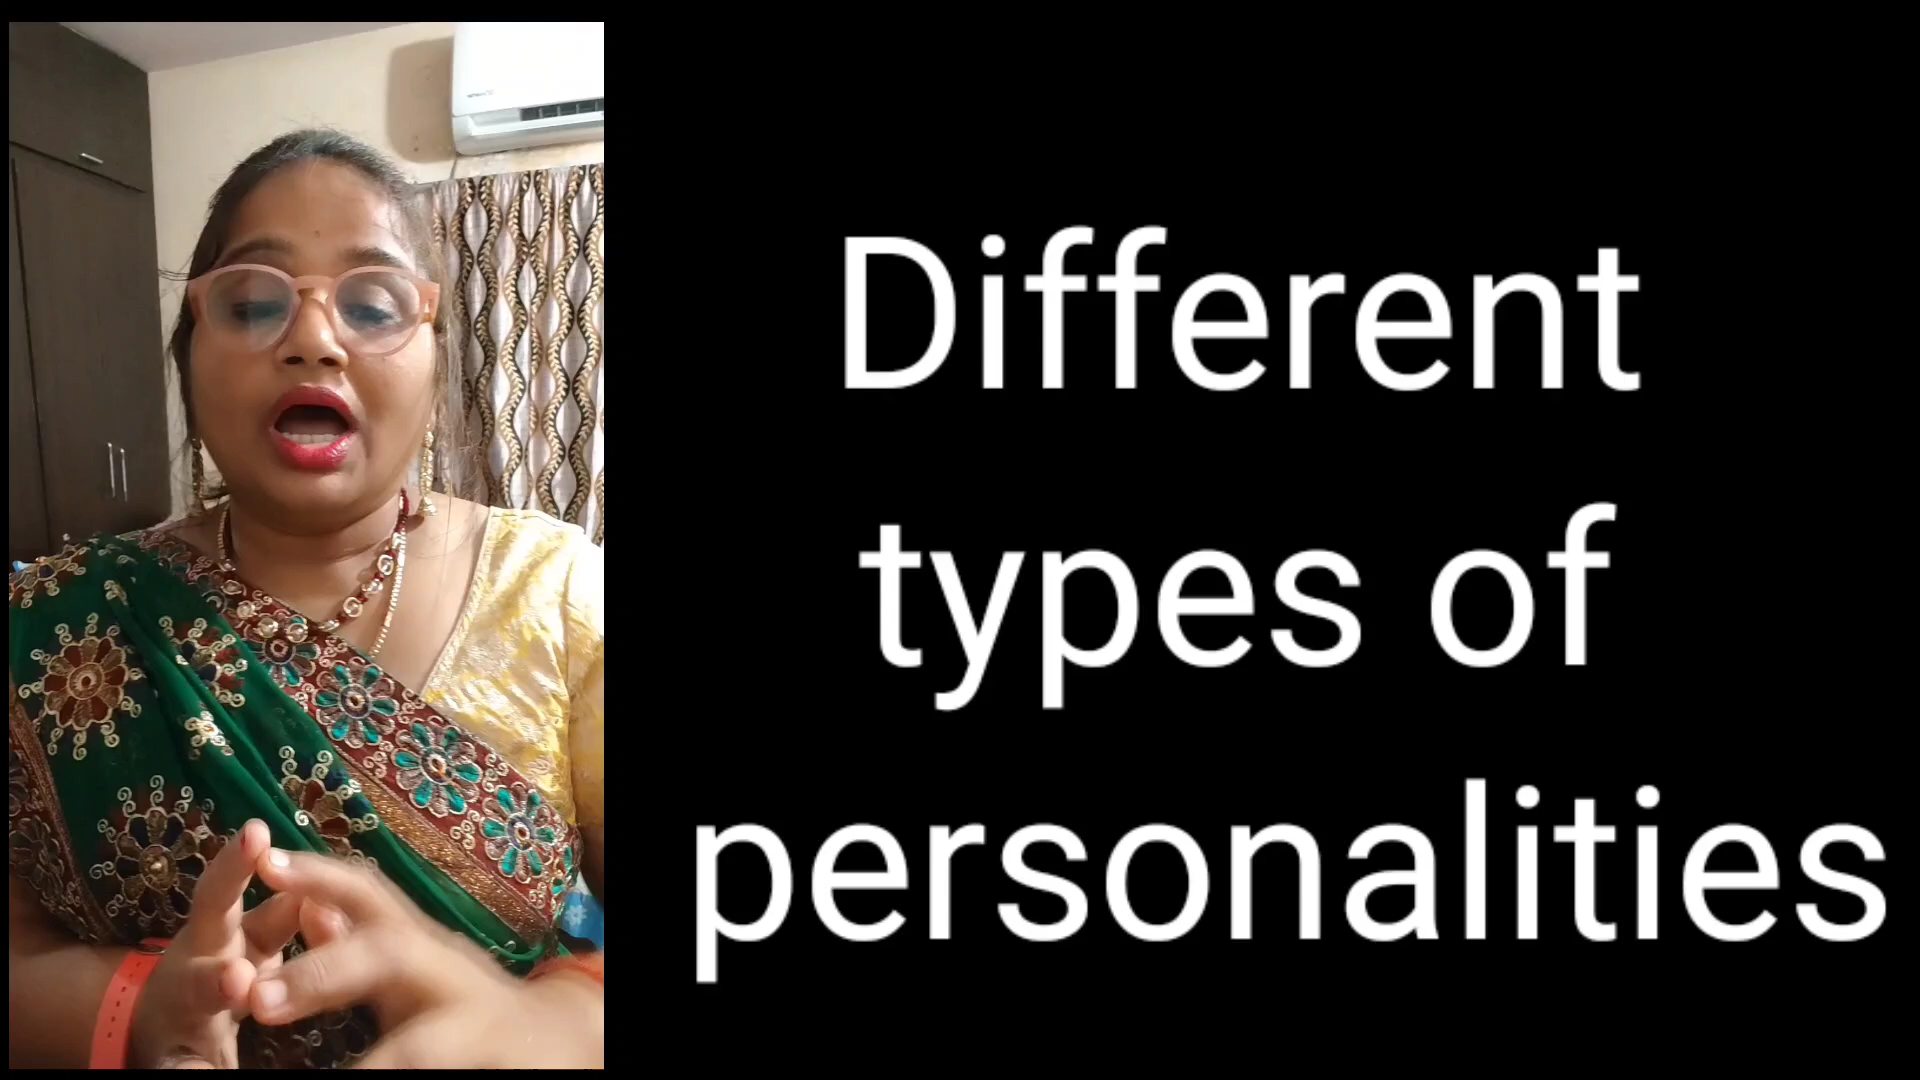 Different
types of
personalities